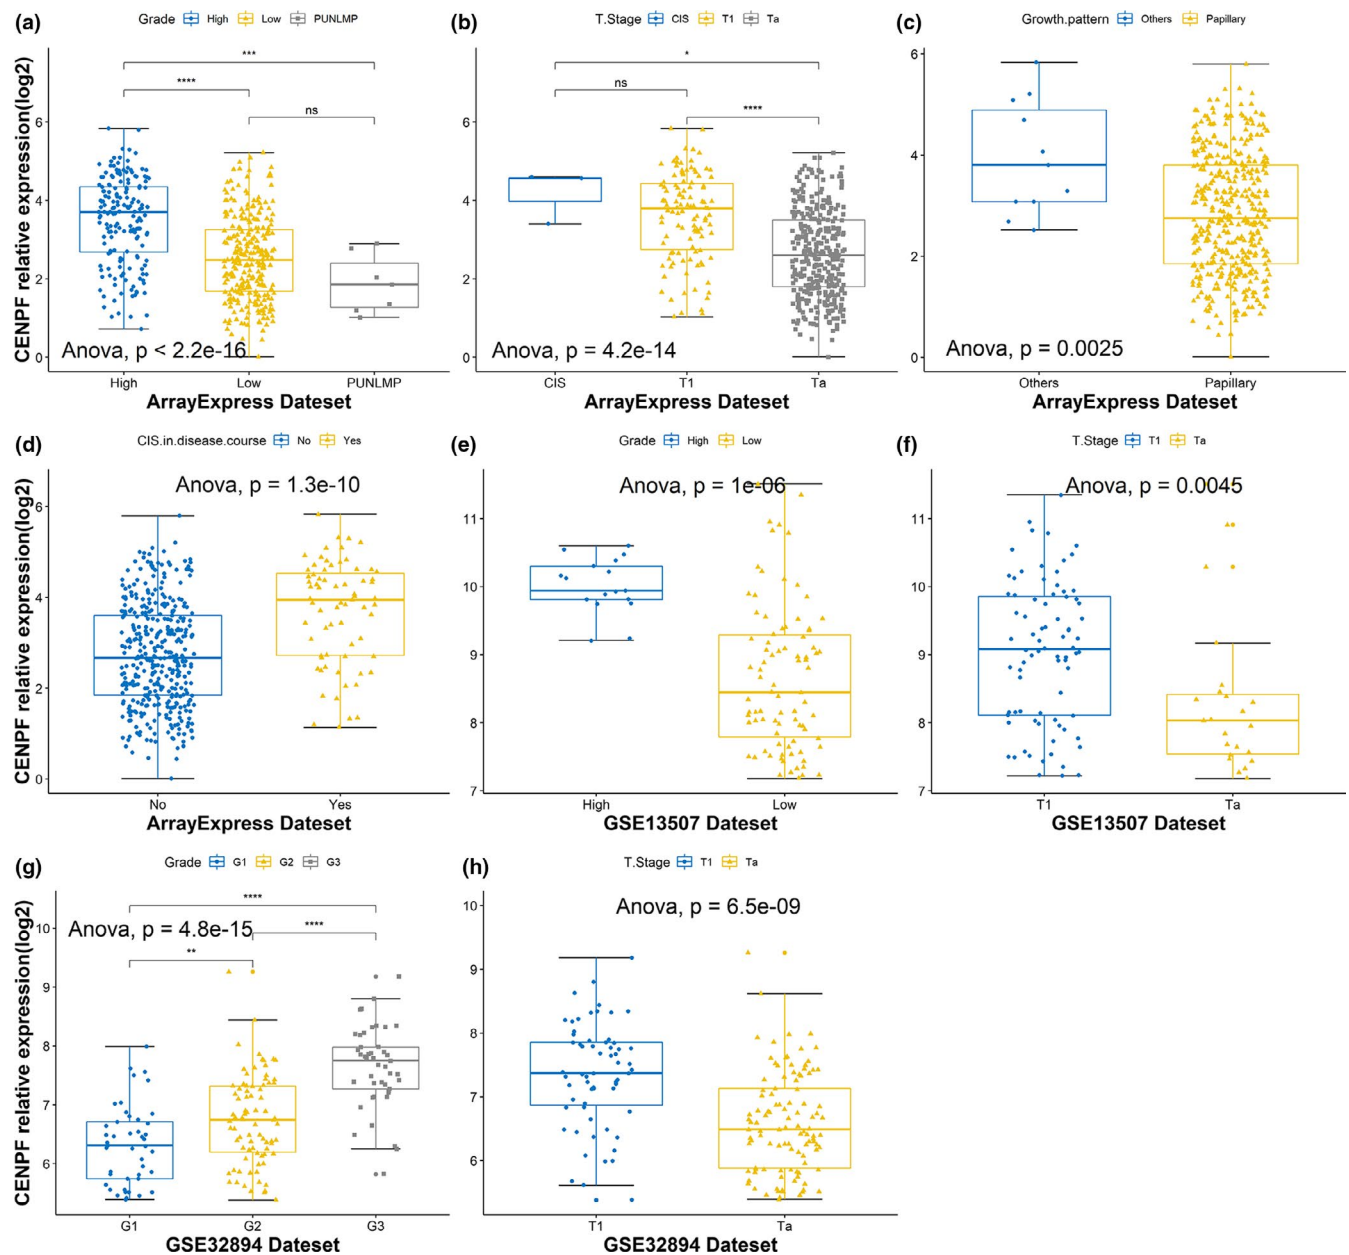 (a) Grade High Low PUNLMP
CENPF relative expression(log2)
***
****
ns
6
4
2
0
Anova, p < 2.2e-16
High Low PUNLMP
ArrayExpress Dateset
(b) T.Stage CIS T1 Ta
*
ns
****
6
4
2
0
Anova, p = 4.2e-14
CIS T1 Ta
ArrayExpress Dateset
(c) Growth.pattern Others Papillary
6
4
2
0
Anova, p = 0.0025
Others Papillary
ArrayExpress Dateset
(d) CIS.in.disease.course No Yes
CENPF relative expression(log2)
Anova, p = 1.3e-10
6
4
2
0
No Yes
ArrayExpress Dateset
(e) Grade High Low
Anova, p = 1e-06
11
10
9
8
7
High Low
GSE13507 Dateset
(f) T.Stage T1 Ta
Anova, p = 0.0045
11
10
9
8
7
T1 Ta
GSE13507 Dateset
(g) Grade G1 G2 G3
CENPF relative expression(log2)
****
Anova, p = 4.8e-15
****
**
10
9
8
7
6
G1 G2 G3
GSE32894 Dateset
(h) T.Stage T1 Ta
Anova, p = 6.5e-09
10
9
8
7
6
T1 Ta
GSE32894 Dateset